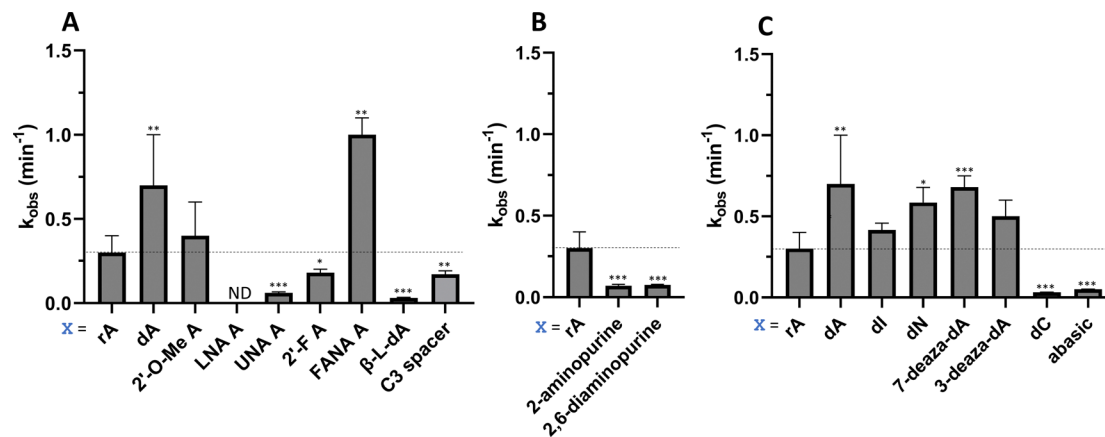 A
k_obs (min⁻¹)
1.5
1.0
0.5
0.0
**
ND
***
*
**
***
**
X =
rA
dA
2'-O-Me A
LNA A
UNA A
2'-F A
FANA A
β-L-dA
C3 spacer
B
k_obs (min⁻¹)
1.5
1.0
0.5
0.0
***
***
X =
rA
2-aminopurine
2,6-diaminopurine
C
k_obs (min⁻¹)
1.5
1.0
0.5
0.0
**
*
***
***
***
X =
rA
dA
dI
dN
7-deaza-dA
3-deaza-dA
dC
abasic